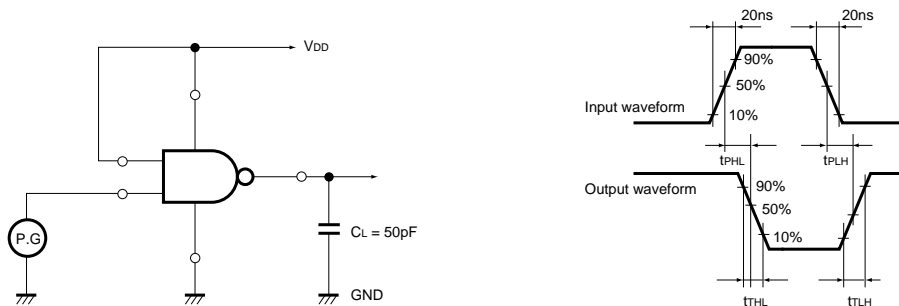 VDD
P.G
CL = 50pF
GND
20ns
20ns
90%
50%
10%
Input waveform
tPHL
tPLH
Output waveform
90%
50%
10%
tTHL
tTLH